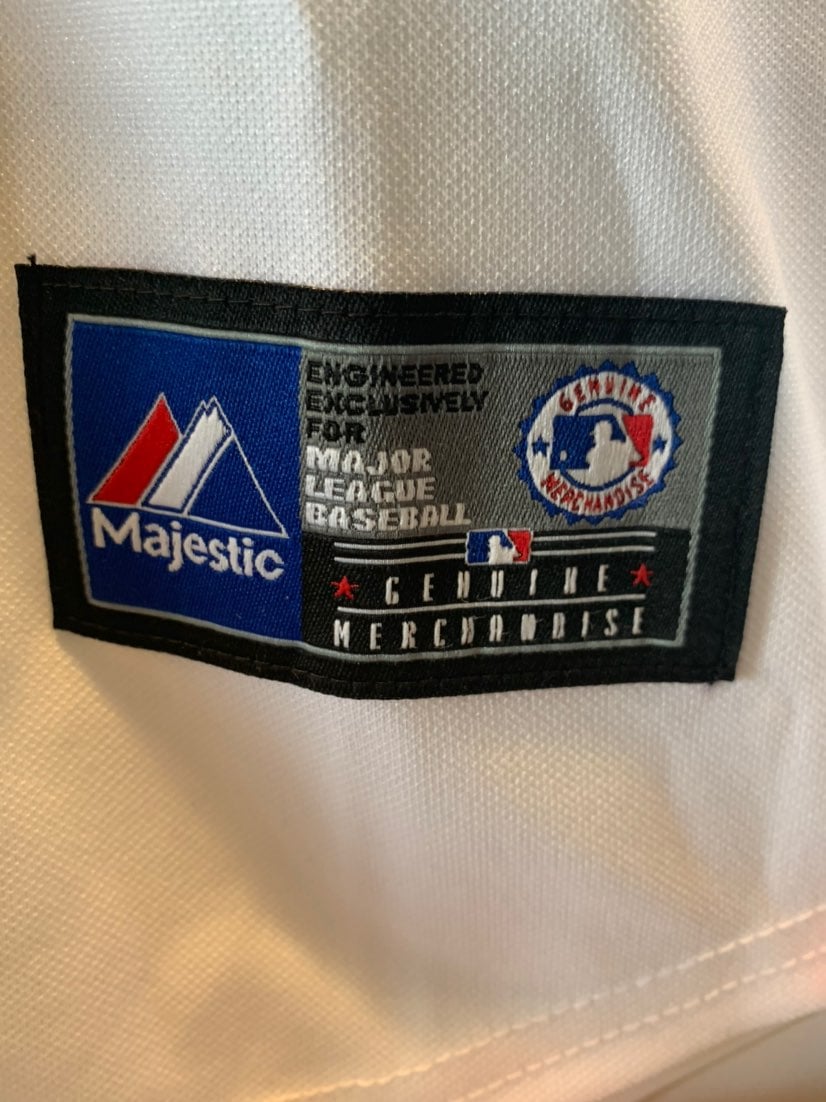 Majestic
ENGINEERED
EXCLUSIVELY
FOR
MAJOR
LEAGUE
BASEBALL
GENUINE
MERCHANDISE
GENUINE
MERCHANDISE